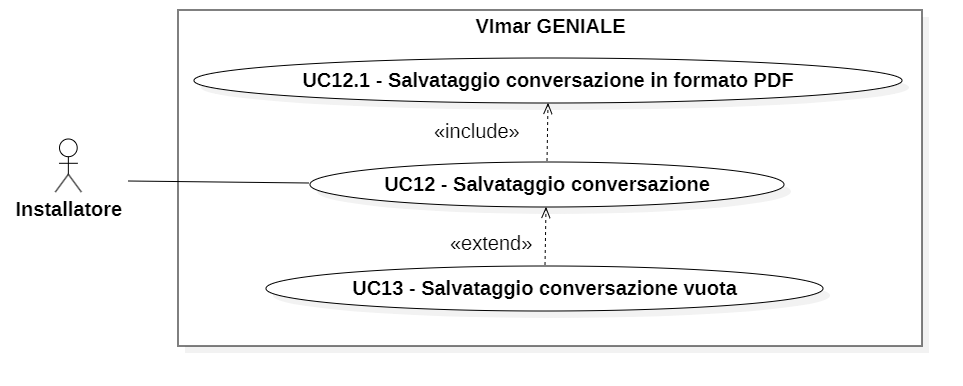 VImar GENIALE
UC12.1 - Salvataggio conversazione in formato PDF
«include»
UC12 - Salvataggio conversazione
Installatore
«extend»
UC13 - Salvataggio conversazione vuota